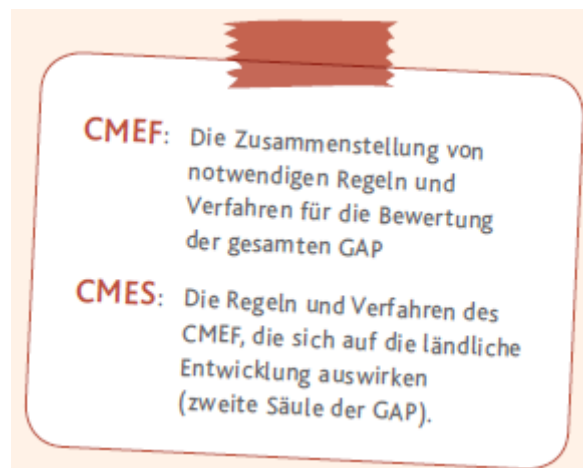 CMEF: Die Zusammenstellung von
notwendigen Regeln und
Verfahren für die Bewertung
der gesamten GAP
CMES: Die Regeln und Verfahren des
CMEF, die sich auf die ländliche
Entwicklung auswirken
(zweite Säule der GAP).